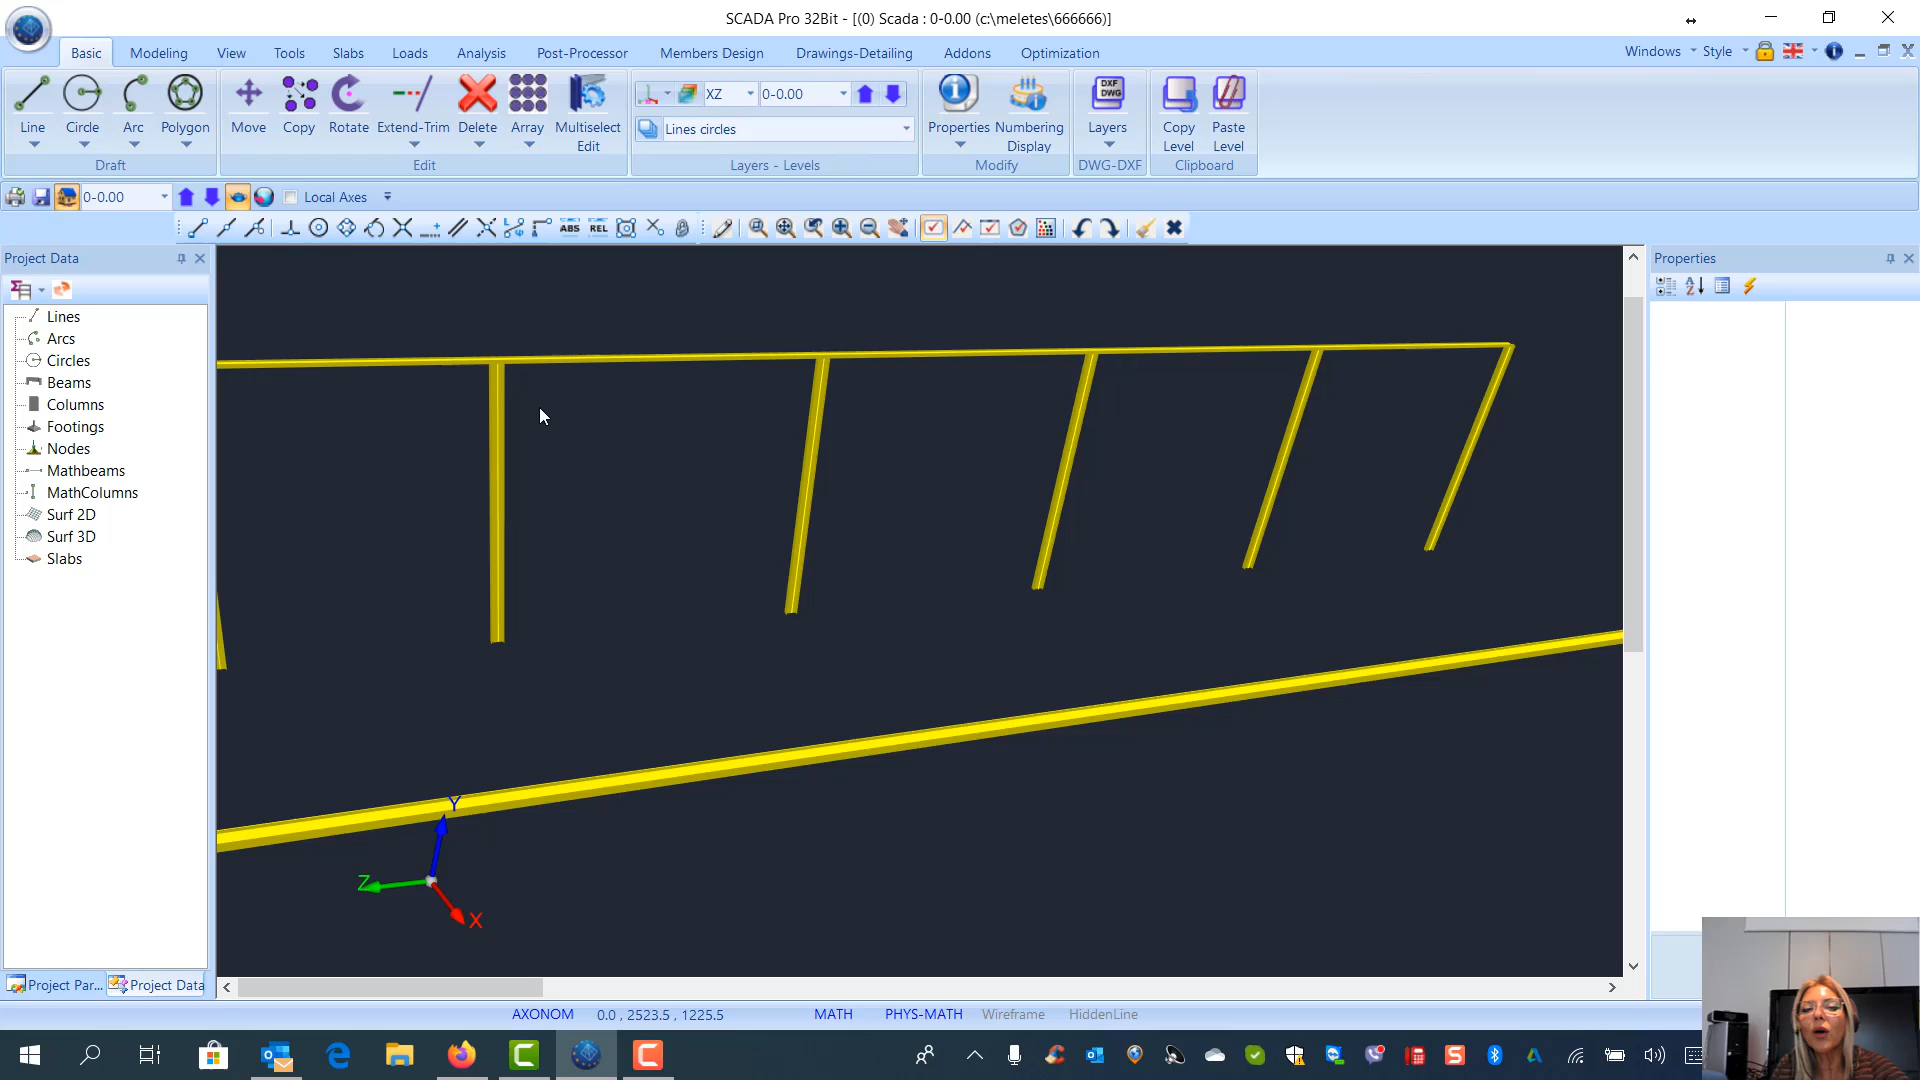 SCADA Pro 32Bit - [(0) Scada : 0-0.00 (c:\meletes\666666)]
Basic Modeling View Tools Slabs Loads Analysis Post-Processor Members Design Drawings-Detailing Addons Optimization Windows Style
XZ 0-0.00
DXF DWG
Line Circle Arc Polygon Move Copy Rotate Extend-Trim Delete Array Multiselect Edit
Lines circles
Properties Numbering Display Layers Copy Level Paste Level
Draft Edit Layers - Levels Modify DWG-DXF Clipboard
0-0.00 Local Axes
ABS REL
Project Data
Properties
Lines
Arcs
Circles
Beams
Columns
Footings
Nodes
Mathbeams
MathColumns
Surf 2D
Surf 3D
Slabs
Y
Z
X
Project Par... Project Data
AXONOM 0.0 , 2523.5 , 1225.5 MATH PHYS-MATH Wireframe HiddenLine